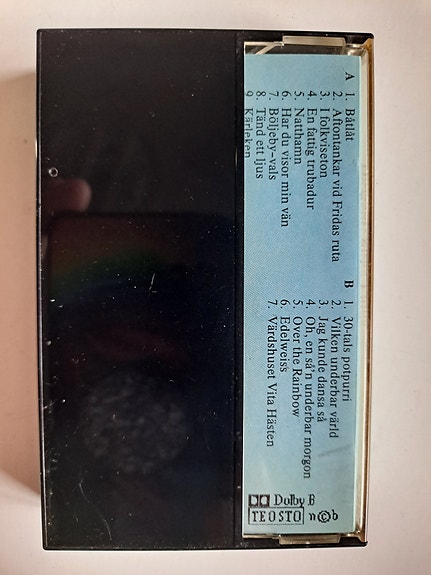 A 1. Båtlåt
2. Aftontankar vid Fridas ruta
3. I folkviseton
4. En fattig trubadur
5. Natthamn
6. Har du visor min vän
7. Böljeby-vals
8. Tänd ett ljus
9. Kärleken
B 1. 30-tals potpurri
2. Vilken underbar värld
3. Jag kunde dansa så
4. Oh, en så'n underbar morgon
5. Over the Rainbow
6. Edelweiss
7. Värdshuset Vita Hästen
Dolby B
TEOSTO n©b